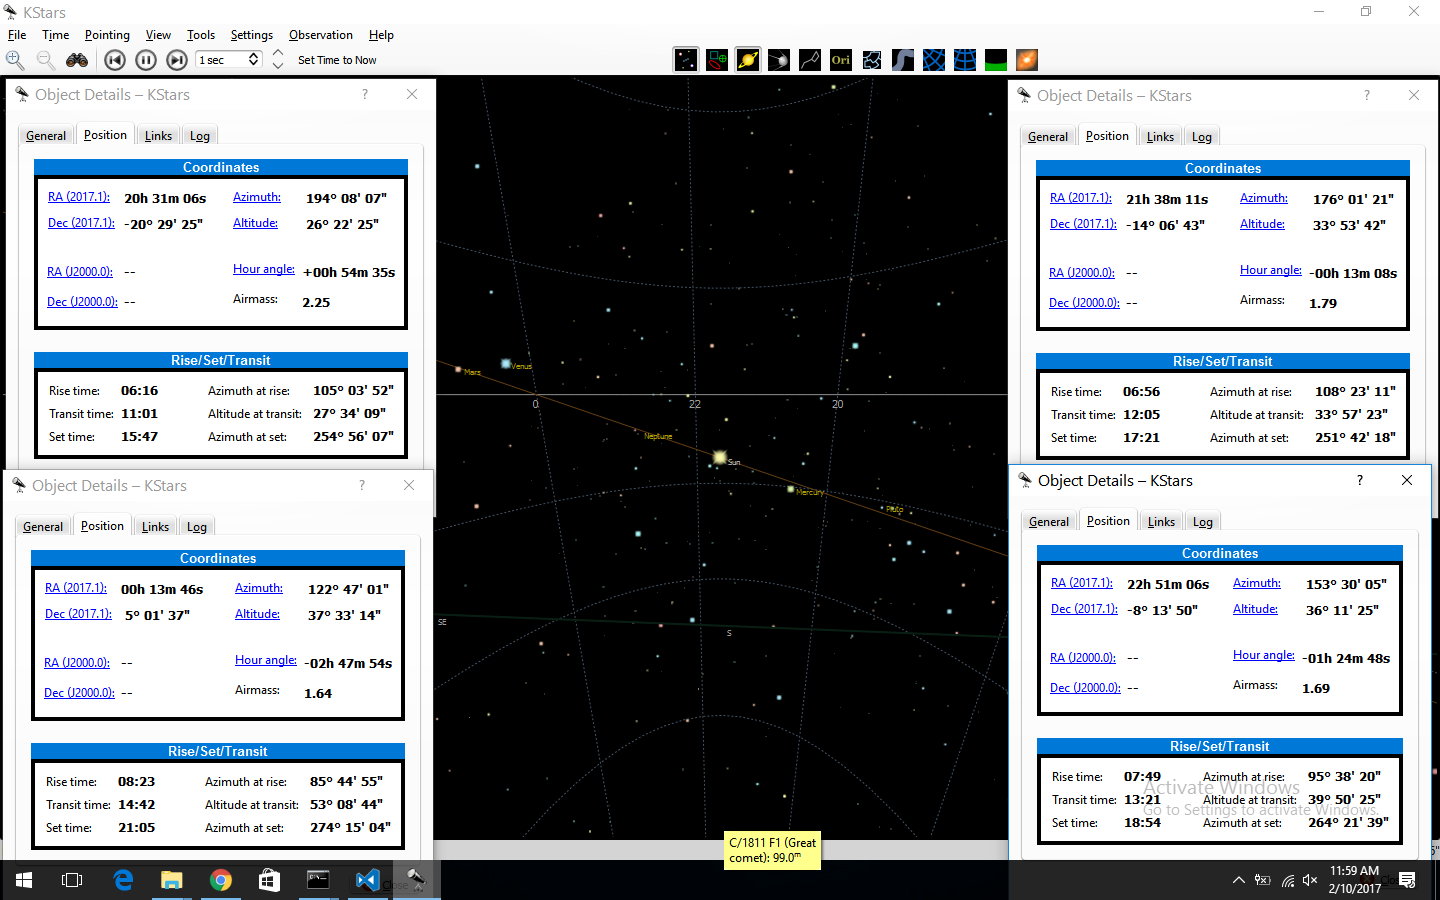 KStars
File Time Pointing View Tools Settings Observation Help
1 sec Set Time to Now Ori
Object Details – KStars ?
General Position Links Log
Coordinates
RA (2017.1): 20h 31m 06s Azimuth: 194° 08' 07"
Dec (2017.1): -20° 29' 25" Altitude: 26° 22' 25"
RA (J2000.0): -- Hour angle: +00h 54m 35s
Dec (J2000.0): -- Airmass: 2.25
Rise/Set/Transit
Rise time: 06:16 Azimuth at rise: 105° 03' 52"
Transit time: 11:01 Altitude at transit: 27° 34' 09"
Set time: 15:47 Azimuth at set: 254° 56' 07"
Object Details – KStars ?
General Position Links Log
Coordinates
RA (2017.1): 21h 38m 11s Azimuth: 176° 01' 21"
Dec (2017.1): -14° 06' 43" Altitude: 33° 53' 42"
RA (J2000.0): -- Hour angle: -00h 13m 08s
Dec (J2000.0): -- Airmass: 1.79
Rise/Set/Transit
Rise time: 06:56 Azimuth at rise: 108° 23' 11"
Transit time: 12:05 Altitude at transit: 33° 57' 23"
Set time: 17:21 Azimuth at set: 251° 42' 18"
Mars Venus
0 22 20
Neptune
Sun
Mercury
Pluto
SE
S
Object Details – KStars ?
General Position Links Log
Coordinates
RA (2017.1): 00h 13m 46s Azimuth: 122° 47' 01"
Dec (2017.1): 5° 01' 37" Altitude: 37° 33' 14"
RA (J2000.0): -- Hour angle: -02h 47m 54s
Dec (J2000.0): -- Airmass: 1.64
Rise/Set/Transit
Rise time: 08:23 Azimuth at rise: 85° 44' 55"
Transit time: 14:42 Altitude at transit: 53° 08' 44"
Set time: 21:05 Azimuth at set: 274° 15' 04"
Object Details – KStars ?
General Position Links Log
Coordinates
RA (2017.1): 22h 51m 06s Azimuth: 153° 30' 05"
Dec (2017.1): -8° 13' 50" Altitude: 36° 11' 25"
RA (J2000.0): -- Hour angle: -01h 24m 48s
Dec (J2000.0): -- Airmass: 1.69
Rise/Set/Transit
Rise time: 07:49 Azimuth at rise: 95° 38' 20"
Transit time: 13:21 Altitude at transit: 39° 50' 25"
Set time: 18:54 Azimuth at set: 264° 21' 39"
Activate Windows
Go to Settings to activate Windows.
C/1811 F1 (Great
comet): 99.0m
Close
11:59 AM
2/10/2017